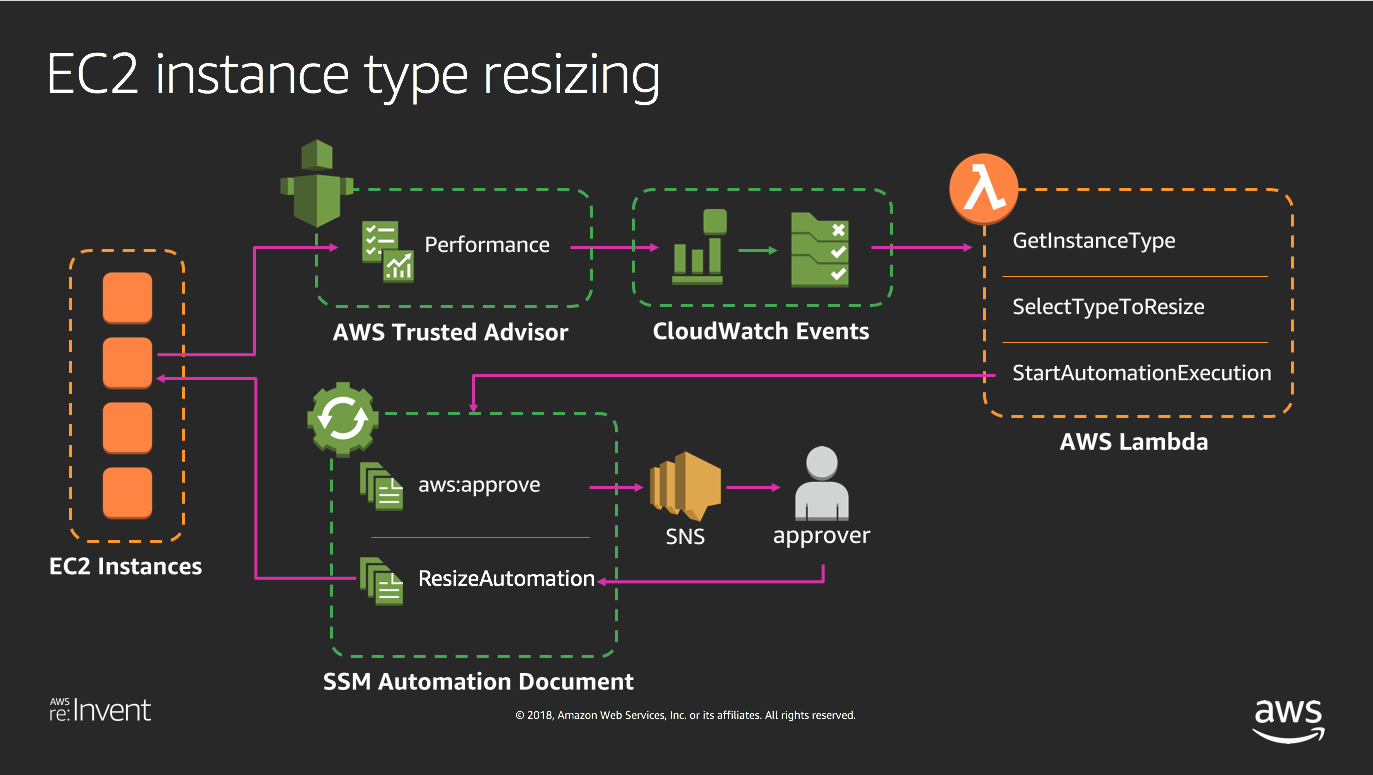 EC2 instance type resizing
Performance
AWS Trusted Advisor
CloudWatch Events
GetInstanceType
SelectTypeToResize
StartAutomationExecution
AWS Lambda
EC2 Instances
aws:approve
SNS
approver
ResizeAutomation
SSM Automation Document
AWS
re:Invent
© 2018, Amazon Web Services, Inc. or its affiliates. All rights reserved.
aws